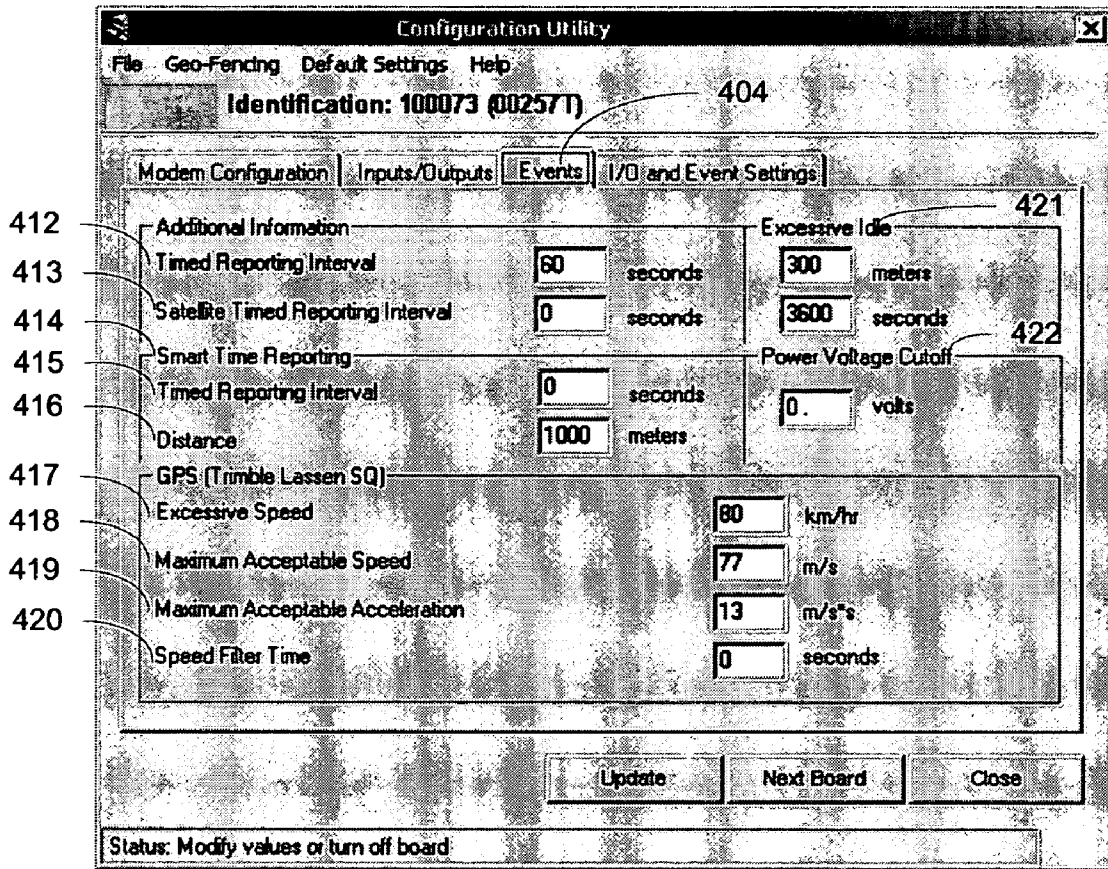 Configuration Utility
File Geo-Fencing Default Settings Help
Identification: 100073 (00257T)
404
Modem Configuration Inputs/Outputs Events I/O and Event Settings
421
412 Additional Information Excessive Idle
Timed Reporting Interval 60 seconds 300 meters
413
Satellite Timed Reporting Interval 0 seconds 3600 seconds
414
422
Smart Time Reporting Power Voltage Cutoff
415
Timed Reporting Interval 0 seconds 0. volts
416
Distance 1000 meters
417 GPS (Trimble Lassen SQ)
Excessive Speed 80 km/hr
418
Maximum Acceptable Speed 77 m/s
419
Maximum Acceptable Acceleration 13 m/s*s
420
Speed Filter Time 0 seconds
Update Next Board Close
Status: Modify values or turn off board